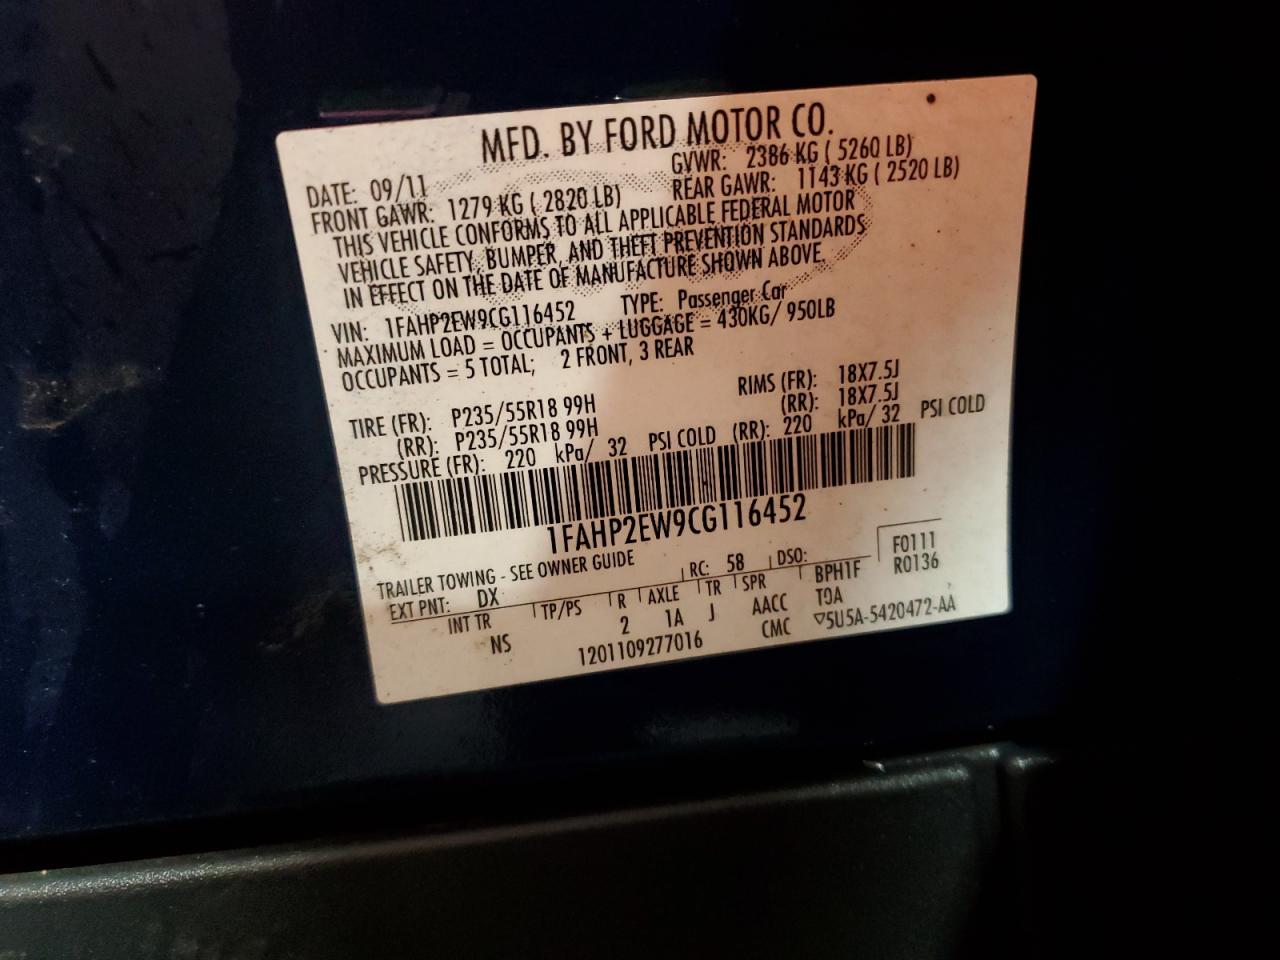 MFD. BY FORD MOTOR CO.
DATE: 09/11 GVWR: 2386 KG ( 5260 LB)
FRONT GAWR: 1279 KG ( 2820 LB) REAR GAWR: 1143 KG ( 2520 LB)
THIS VEHICLE CONFORMS TO ALL APPLICABLE FEDERAL MOTOR
VEHICLE SAFETY, BUMPER, AND THEFT PREVENTION STANDARDS
IN EFFECT ON THE DATE OF MANUFACTURE SHOWN ABOVE.
VIN: 1FAHP2EW9CG116452 TYPE: Passenger Car
MAXIMUM LOAD = OCCUPANTS + LUGGAGE = 430KG/ 950LB
OCCUPANTS = 5 TOTAL; 2 FRONT, 3 REAR
TIRE (FR): P235/55R18 99H RIMS (FR): 18X7.5J
(RR): P235/55R18 99H (RR): 18X7.5J
PRESSURE (FR): 220 kPa/ 32 PSI COLD (RR): 220 kPa/ 32 PSI COLD
1FAHP2EW9CG116452
TRAILER TOWING - SEE OWNER GUIDE F0111
EXT PNT: DX RC: 58 DSO: R0136
INT TR TP/PS R AXLE TR SPR BPH1F
NS 2 1A J AACC T0A
1201109277016 CMC ▽5U5A-5420472-AA